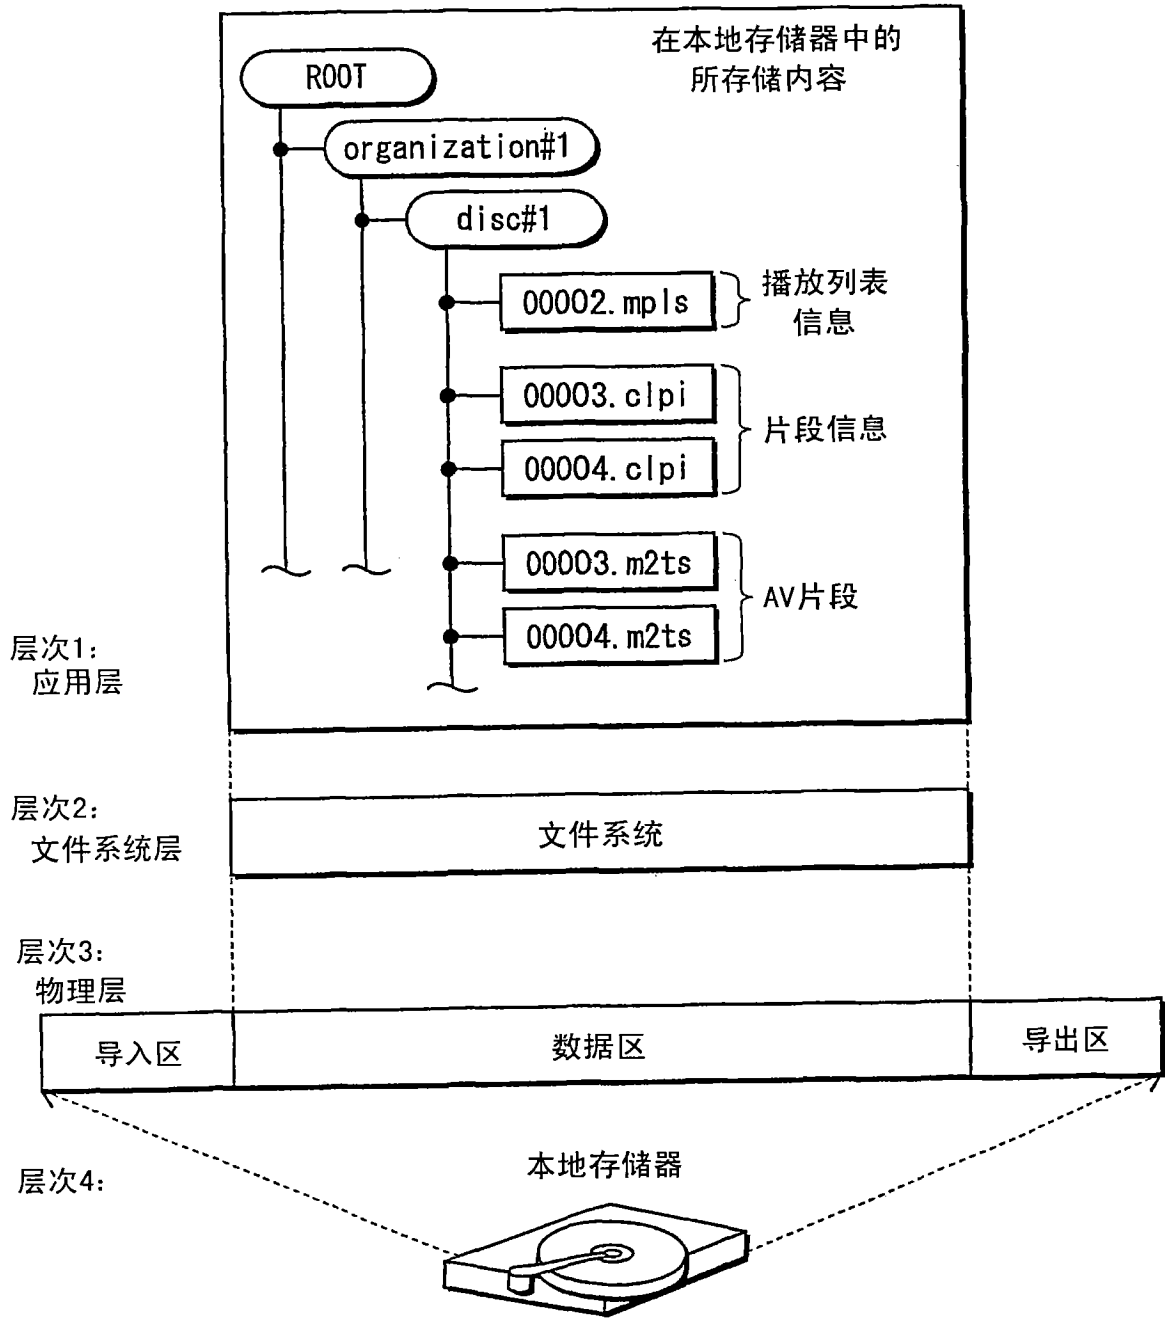 在本地存储器中的
所存储内容
ROOT
organization#1
disc#1
00002.mpls
播放列表
信息
00003.clpi
片段信息
00004.clpi
00003.m2ts
AV片段
00004.m2ts
层次1:
应用层
层次2:
文件系统层
文件系统
层次3:
物理层
导入区
数据区
导出区
本地存储器
层次4: